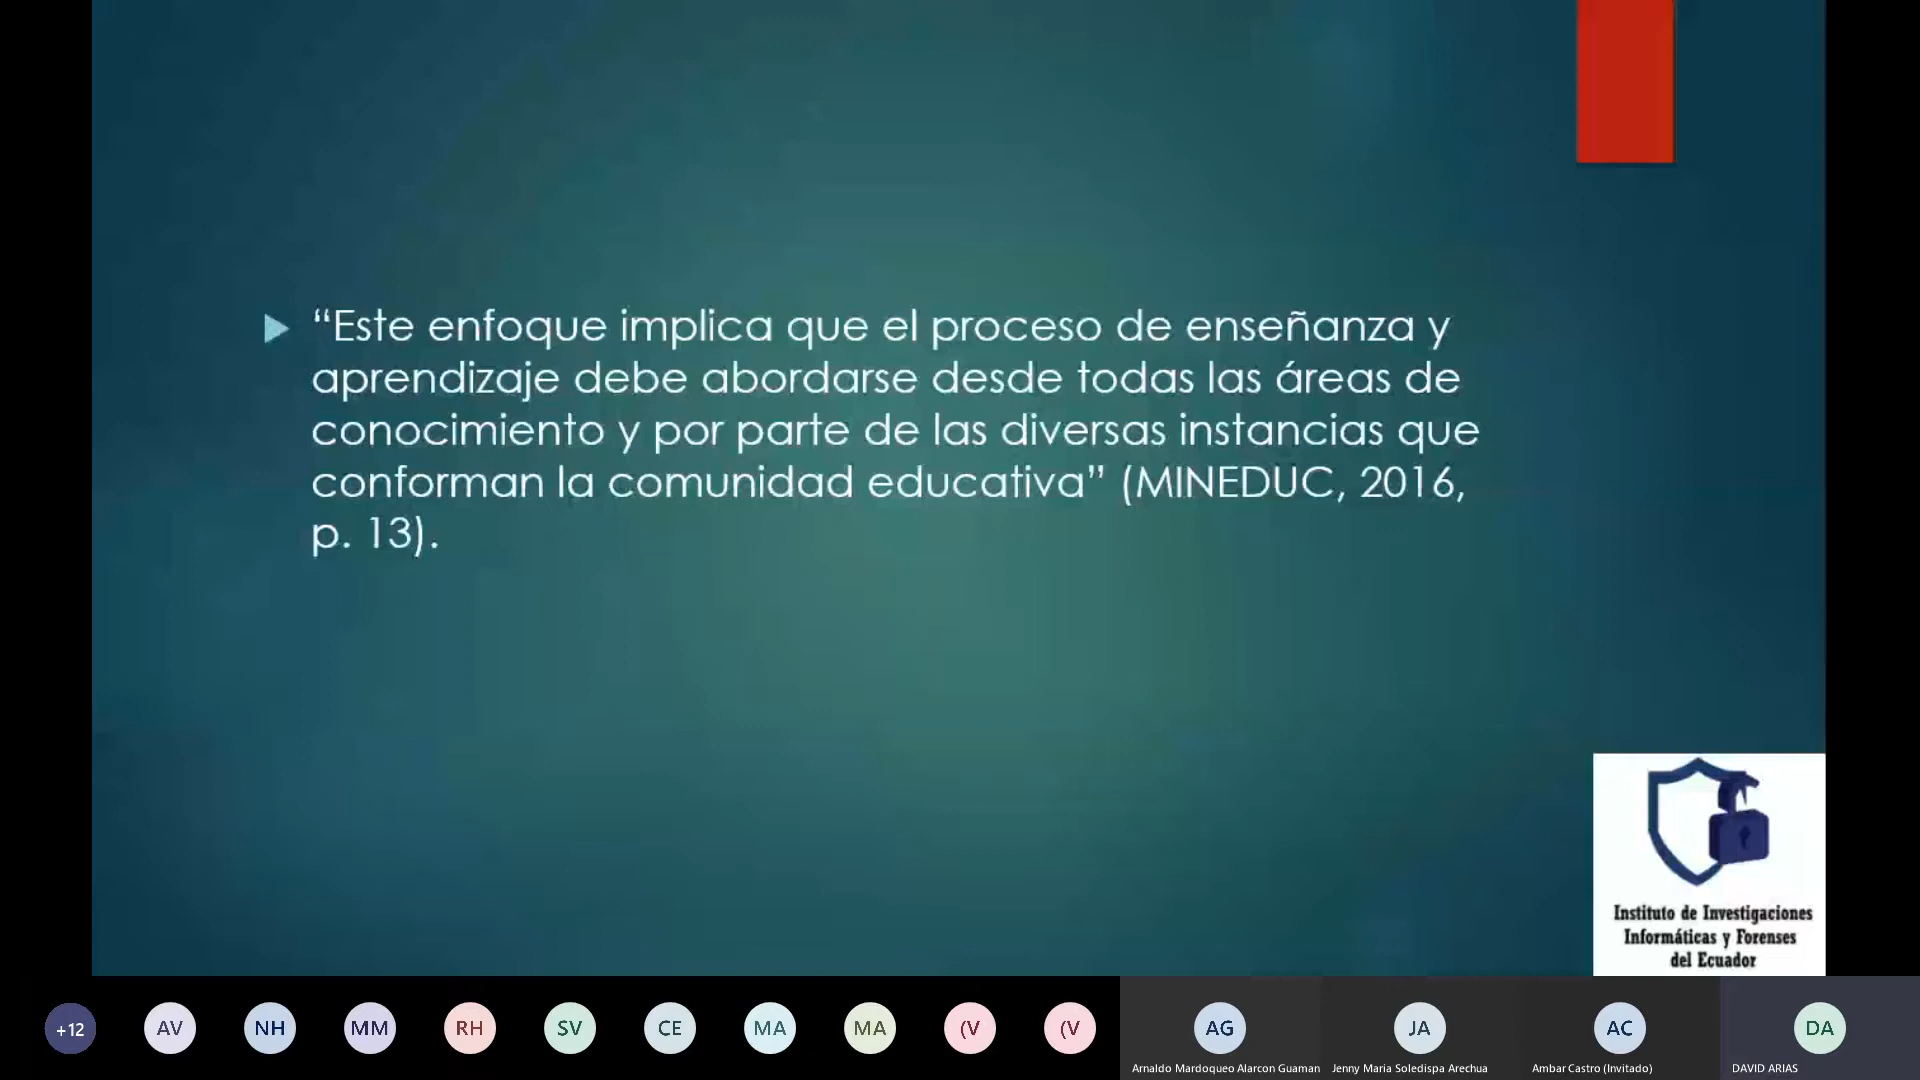 “Este enfoque implica que el proceso de enseñanza y
aprendizaje debe abordarse desde todas las áreas de
conocimiento y por parte de las diversas instancias que
conforman la comunidad educativa” (MINEDUC, 2016,
p. 13).
Instituto de Investigaciones
Informáticas y Forenses
del Ecuador
+12 AV NH MM RH SV CE MA MA (V (V AG JA AC DA
Arnaldo Mardoqueo Alarcon Guaman Jenny Maria Soledispa Arechua Ambar Castro (Invitado) DAVID ARIAS